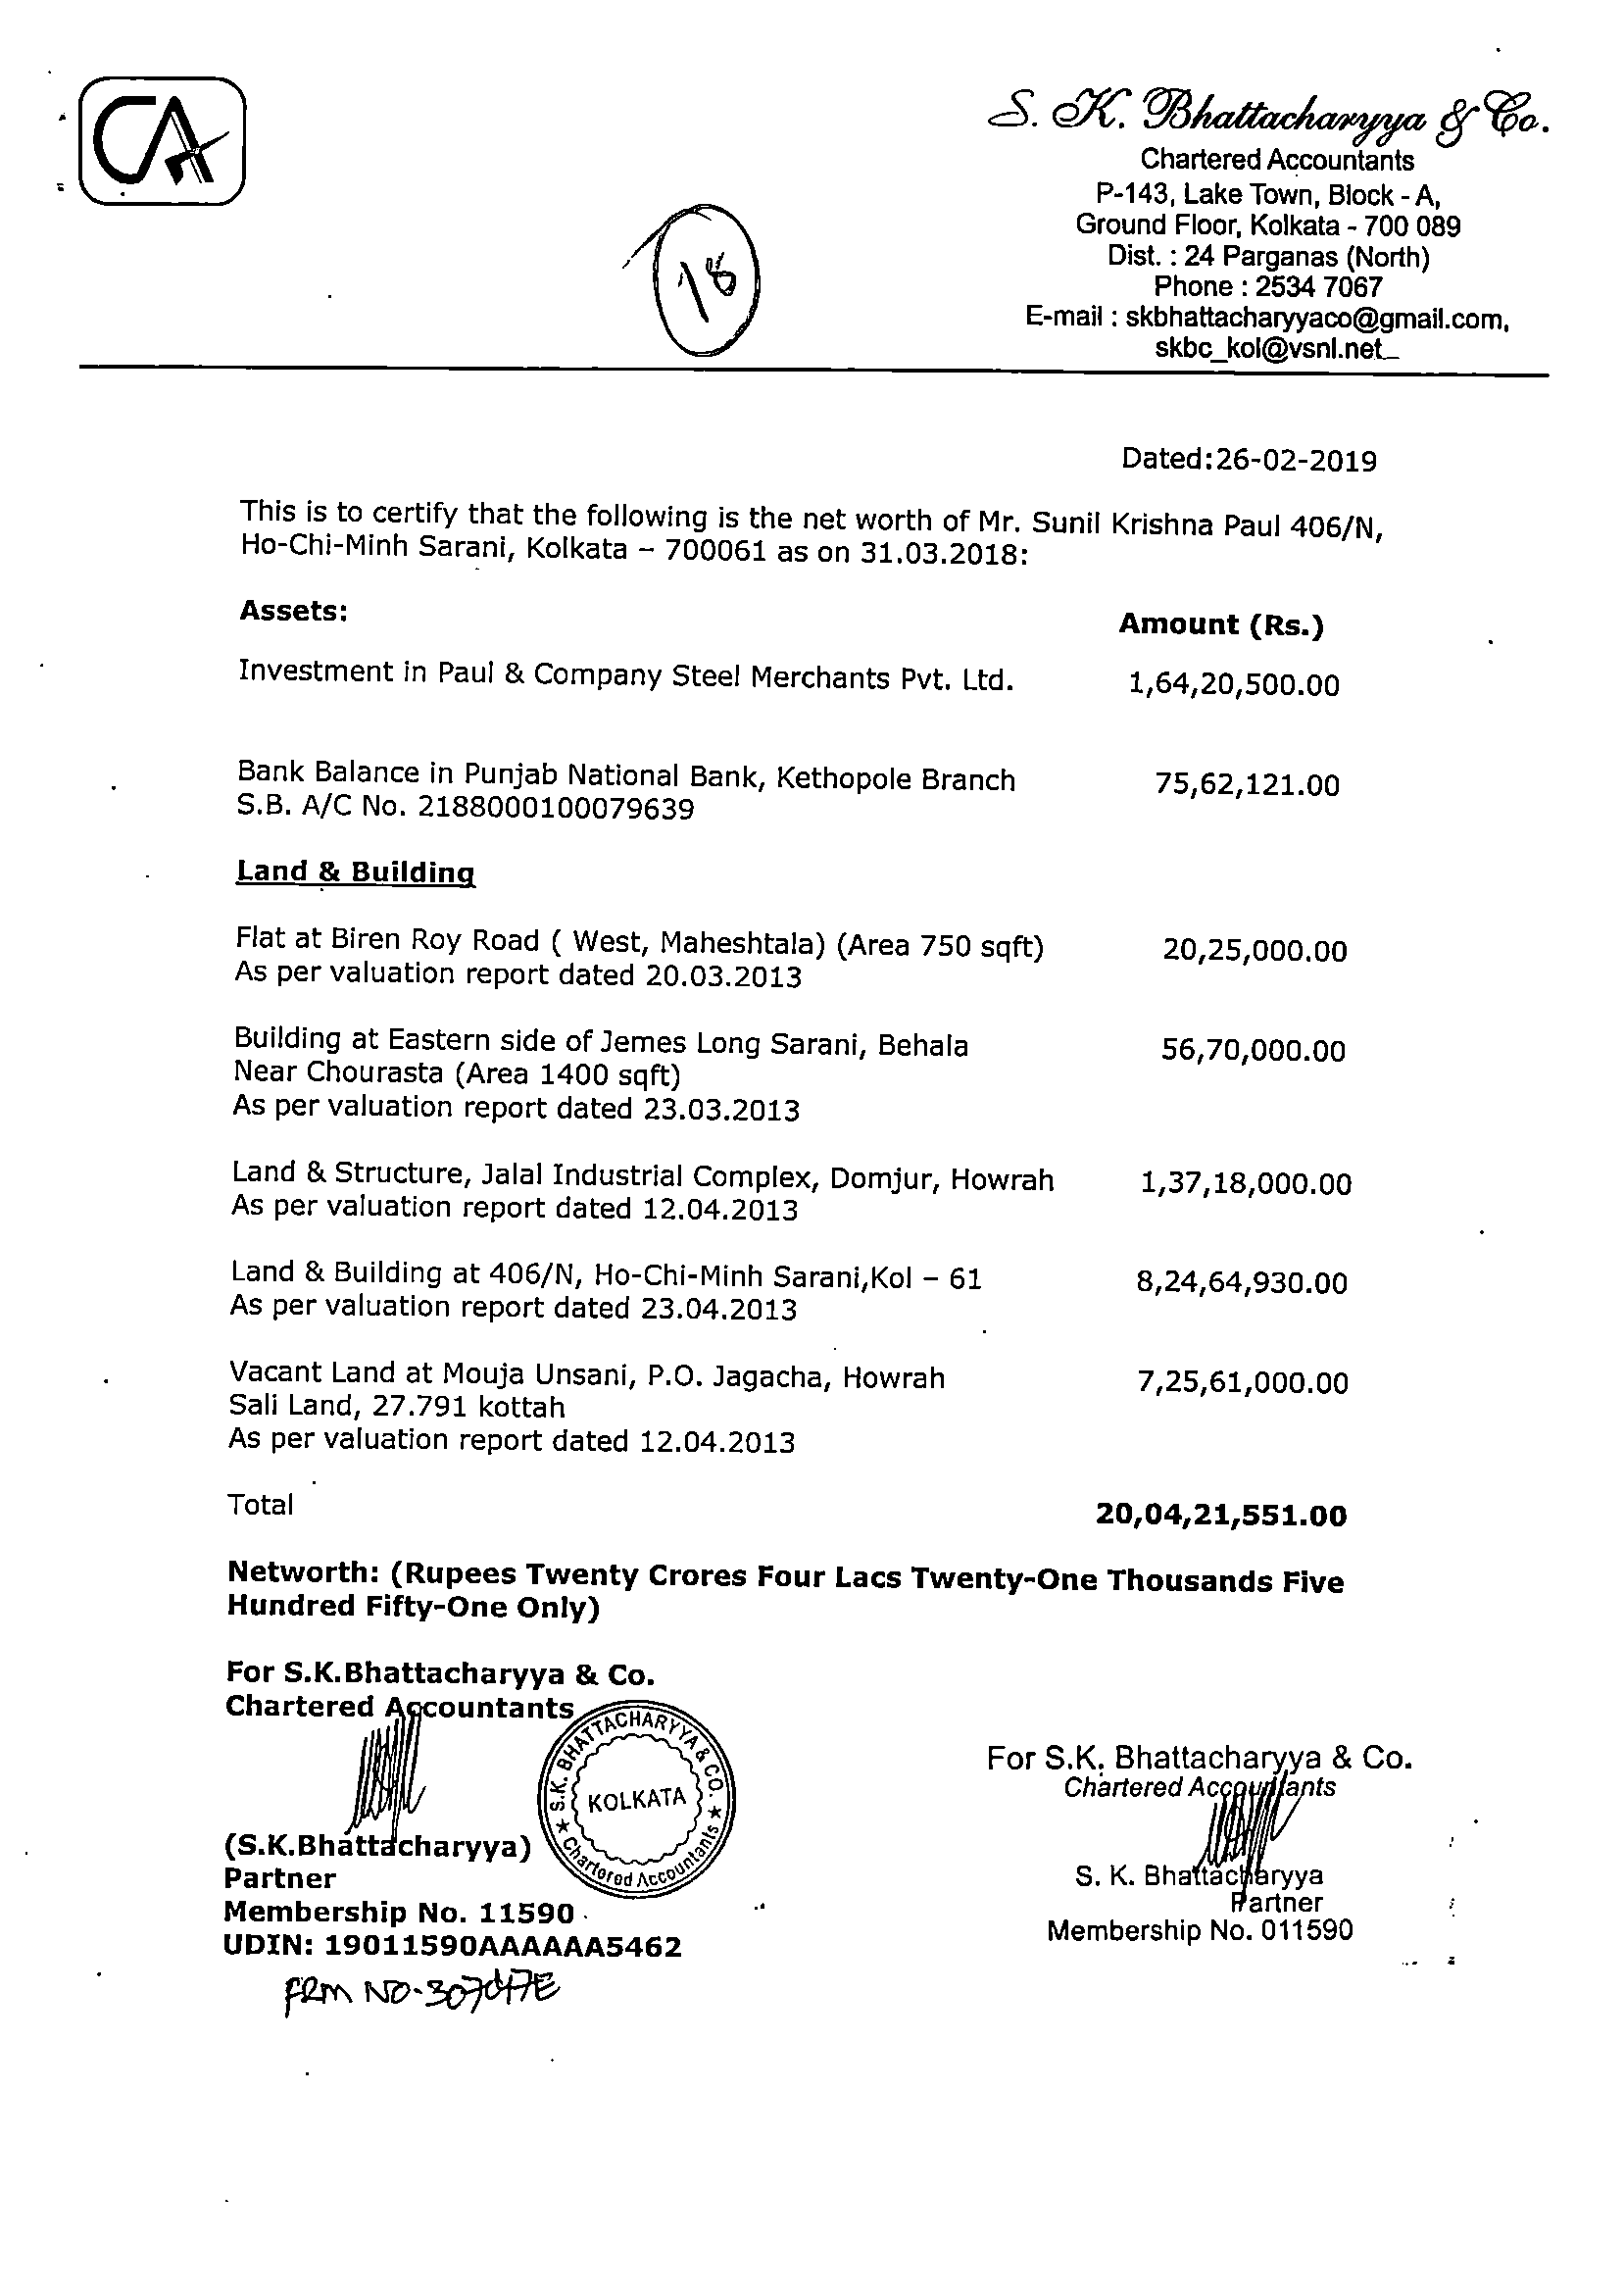 CA
S. K. Bhattacharyya & Co.
Chartered Accountants
P-143, Lake Town, Block - A,
Ground Floor, Kolkata - 700 089
Dist. : 24 Parganas (North)
Phone : 2534 7067
E-mail : skbhattacharyyaco@gmail.com,
skbc_kol@vsnl.net
18
Dated:26-02-2019
This is to certify that the following is the net worth of Mr. Sunil Krishna Paul 406/N,
Ho-Chi-Minh Sarani, Kolkata – 700061 as on 31.03.2018:
Assets: Amount (Rs.)
Investment in Paul & Company Steel Merchants Pvt. Ltd. 1,64,20,500.00
Bank Balance in Punjab National Bank, Kethopole Branch 75,62,121.00
S.B. A/C No. 2188000100079639
Land & Building
Flat at Biren Roy Road ( West, Maheshtala) (Area 750 sqft) 20,25,000.00
As per valuation report dated 20.03.2013
Building at Eastern side of Jemes Long Sarani, Behala 56,70,000.00
Near Chourasta (Area 1400 sqft)
As per valuation report dated 23.03.2013
Land & Structure, Jalal Industrial Complex, Domjur, Howrah 1,37,18,000.00
As per valuation report dated 12.04.2013
Land & Building at 406/N, Ho-Chi-Minh Sarani,Kol – 61 8,24,64,930.00
As per valuation report dated 23.04.2013
Vacant Land at Mouja Unsani, P.O. Jagacha, Howrah 7,25,61,000.00
Sali Land, 27.791 kottah
As per valuation report dated 12.04.2013
Total 20,04,21,551.00
Networth: (Rupees Twenty Crores Four Lacs Twenty-One Thousands Five
Hundred Fifty-One Only)
For S.K.Bhattacharyya & Co.
Chartered Accountants
(S.K.Bhattacharyya)
Partner
Membership No. 11590
UDIN: 19011590AAAAAA5462
FRM NO-307047E
S.K. BHATTACHARYYA & CO.
KOLKATA
Chartered Accountants
For S.K. Bhattacharyya & Co.
Chartered Accountants
S. K. Bhattacharyya
Partner
Membership No. 011590